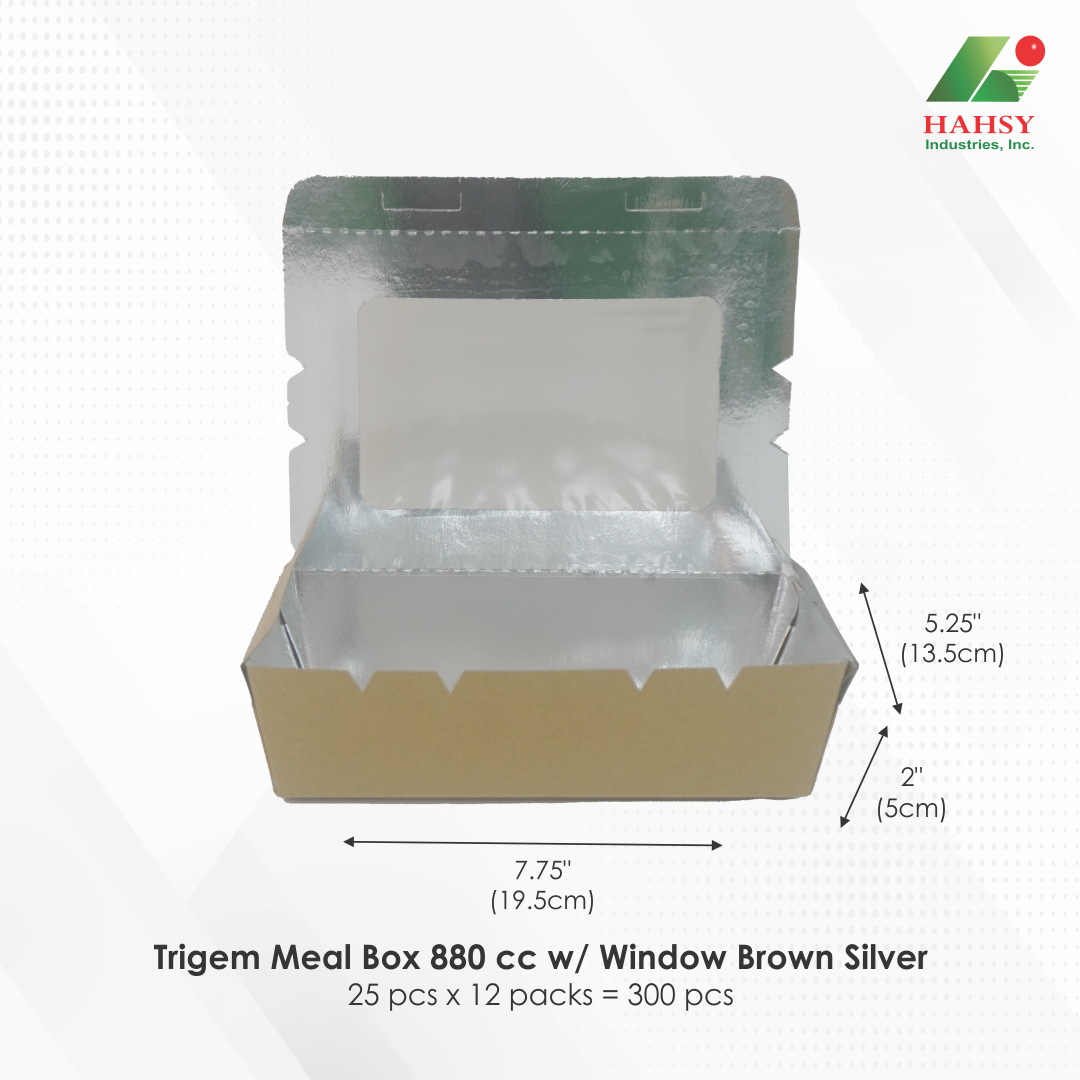 HAHSY
Industries, Inc.
5.25"
(13.5cm)
2"
(5cm)
7.75"
(19.5cm)
Trigem Meal Box 880 cc w/ Window Brown Silver
25 pcs x 12 packs = 300 pcs